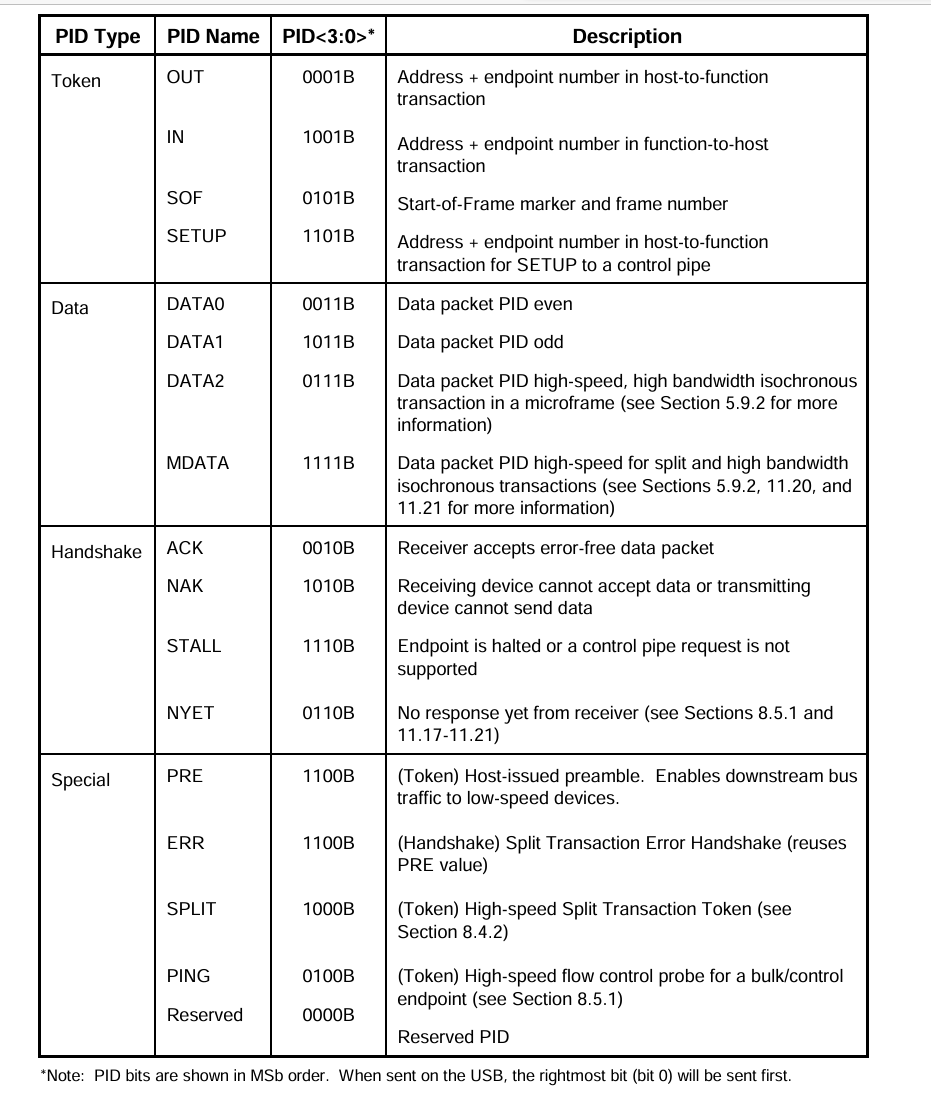 PID Type PID Name PID<3:0>* Description
Token OUT 0001B Address + endpoint number in host-to-function
transaction
IN 1001B Address + endpoint number in function-to-host
transaction
SOF 0101B Start-of-Frame marker and frame number
SETUP 1101B Address + endpoint number in host-to-function
transaction for SETUP to a control pipe
Data DATA0 0011B Data packet PID even
DATA1 1011B Data packet PID odd
DATA2 0111B Data packet PID high-speed, high bandwidth isochronous
transaction in a microframe (see Section 5.9.2 for more
information)
MDATA 1111B Data packet PID high-speed for split and high bandwidth
isochronous transactions (see Sections 5.9.2, 11.20, and
11.21 for more information)
Handshake ACK 0010B Receiver accepts error-free data packet
NAK 1010B Receiving device cannot accept data or transmitting
device cannot send data
STALL 1110B Endpoint is halted or a control pipe request is not
supported
NYET 0110B No response yet from receiver (see Sections 8.5.1 and
11.17-11.21)
Special PRE 1100B (Token) Host-issued preamble. Enables downstream bus
traffic to low-speed devices.
ERR 1100B (Handshake) Split Transaction Error Handshake (reuses
PRE value)
SPLIT 1000B (Token) High-speed Split Transaction Token (see
Section 8.4.2)
PING 0100B (Token) High-speed flow control probe for a bulk/control
endpoint (see Section 8.5.1)
Reserved 0000B Reserved PID
*Note: PID bits are shown in MSb order. When sent on the USB, the rightmost bit (bit 0) will be sent first.